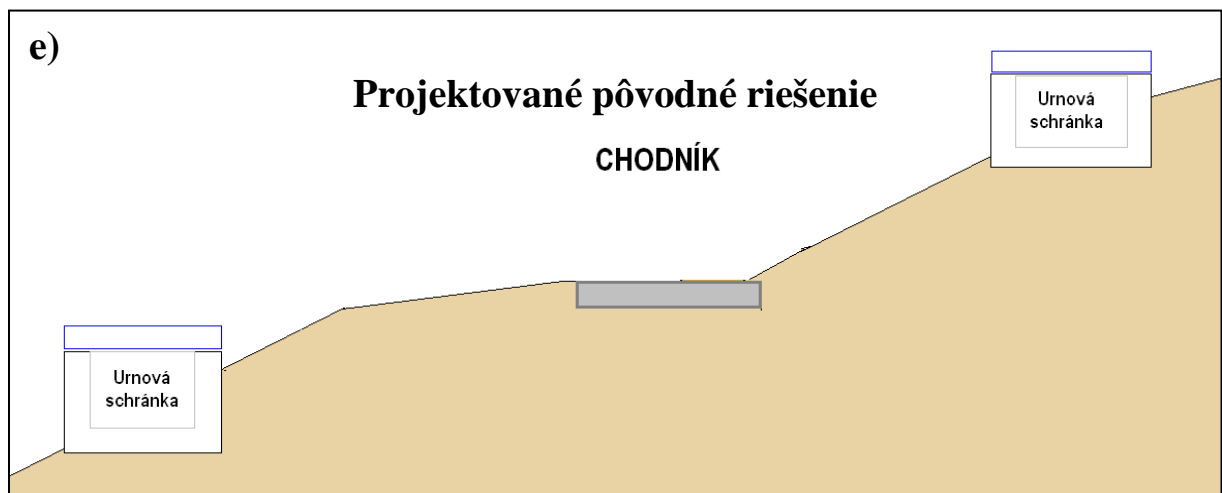 e)
Projektované pôvodné riešenie
CHODNÍK
Urnová
schránka
Urnová
schránka